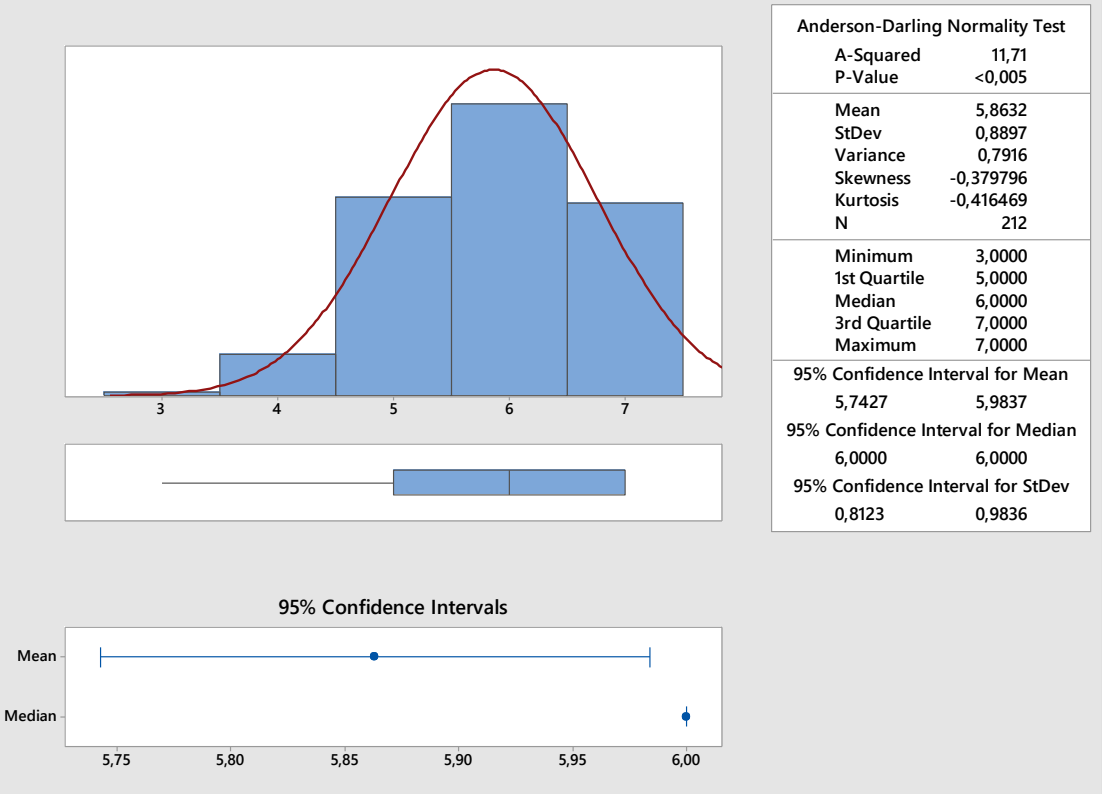 Anderson-Darling Normality Test
A-Squared 11,71
P-Value <0,005
Mean 5,8632
StDev 0,8897
Variance 0,7916
Skewness -0,379796
Kurtosis -0,416469
N 212
Minimum 3,0000
1st Quartile 5,0000
Median 6,0000
3rd Quartile 7,0000
Maximum 7,0000
95% Confidence Interval for Mean
5,7427 5,9837
95% Confidence Interval for Median
6,0000 6,0000
95% Confidence Interval for StDev
0,8123 0,9836
3 4 5 6 7
95% Confidence Intervals
Mean
Median
5,75 5,80 5,85 5,90 5,95 6,00